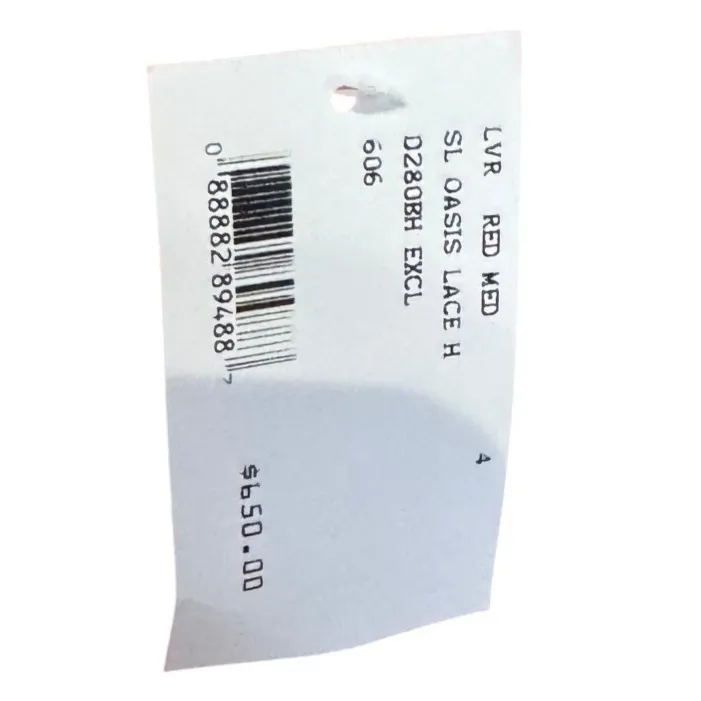 LVR RED MED 4
SL OASIS LACE H
D280BH EXCL
606
0 88882 89488 7
$650.00